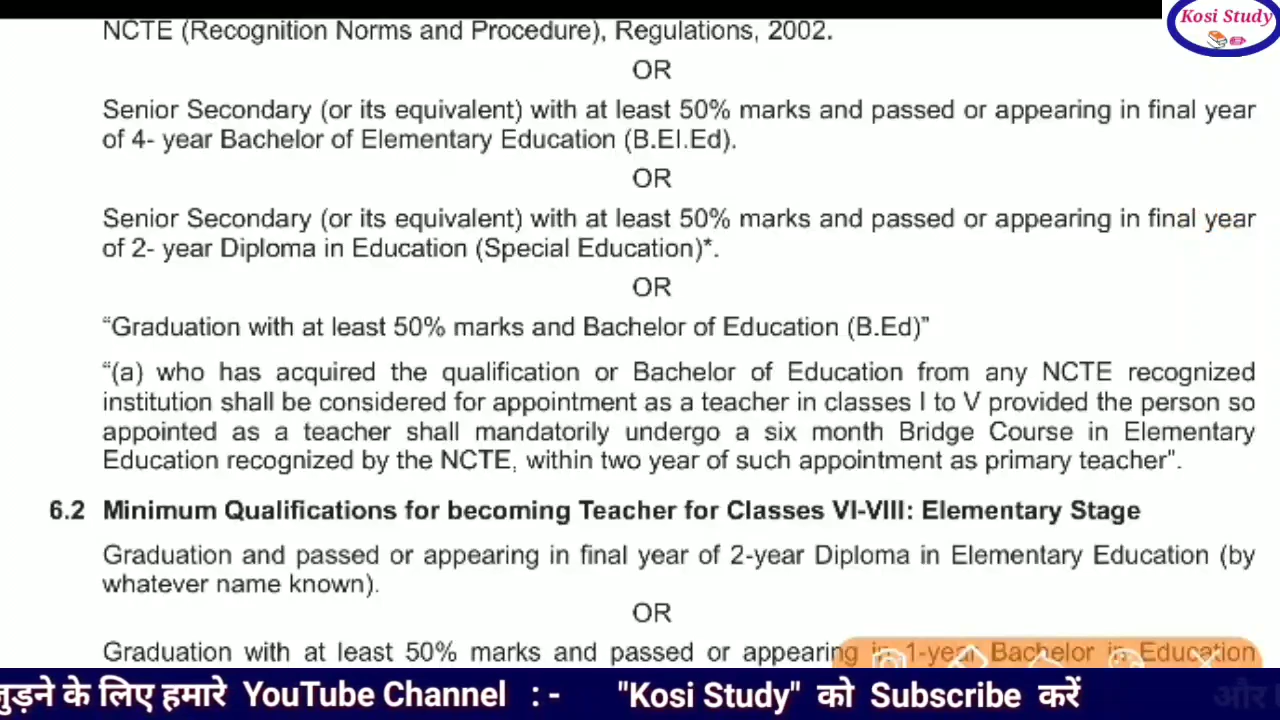 Kosi Study
NCTE (Recognition Norms and Procedure), Regulations, 2002.
OR
Senior Secondary (or its equivalent) with at least 50% marks and passed or appearing in final year
of 4- year Bachelor of Elementary Education (B.El.Ed).
OR
Senior Secondary (or its equivalent) with at least 50% marks and passed or appearing in final year
of 2- year Diploma in Education (Special Education)*.
OR
“Graduation with at least 50% marks and Bachelor of Education (B.Ed)”
“(a) who has acquired the qualification or Bachelor of Education from any NCTE recognized
institution shall be considered for appointment as a teacher in classes I to V provided the person so
appointed as a teacher shall mandatorily undergo a six month Bridge Course in Elementary
Education recognized by the NCTE, within two year of such appointment as primary teacher".
6.2 Minimum Qualifications for becoming Teacher for Classes VI-VIII: Elementary Stage
Graduation and passed or appearing in final year of 2-year Diploma in Elementary Education (by
whatever name known).
OR
Graduation with at least 50% marks and passed or appearing in 1-year Bachelor in Education
जुड़ने के लिए हमारे YouTube Channel : - "Kosi Study" को Subscribe करें और